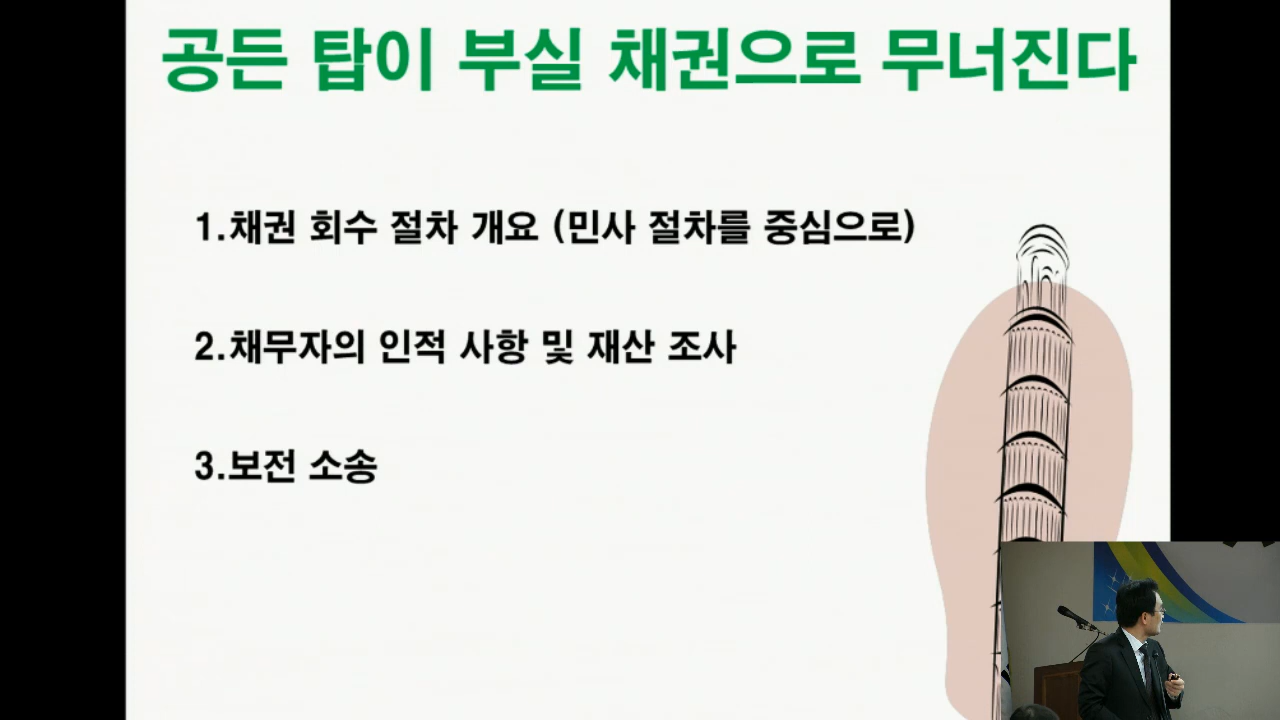 공든 탑이 부실 채권으로 무너진다
1.채권 회수 절차 개요 (민사 절차를 중심으로)
2.채무자의 인적 사항 및 재산 조사
3.보전 소송